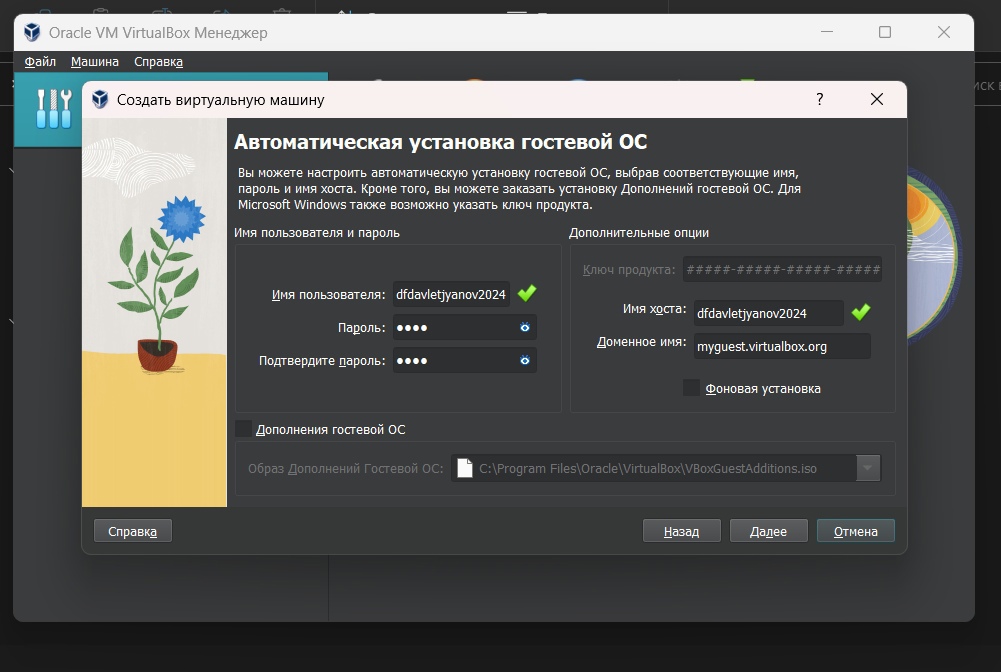 Oracle VM VirtualBox Менеджер
Файл Машина Справка
Создать виртуальную машину
?
Автоматическая установка гостевой ОС
Вы можете настроить автоматическую установку гостевой ОС, выбрав соответствующие имя,
пароль и имя хоста. Кроме того, вы можете заказать установку Дополнений гостевой ОС. Для
Microsoft Windows также возможно указать ключ продукта.
Имя пользователя и пароль
Имя пользователя: dfdavletjyanov2024
Пароль: ●●●●
Подтвердите пароль: ●●●●
Дополнительные опции
Ключ продукта: #####-#####-#####-#####
Имя хоста: dfdavletjyanov2024
Доменное имя: myguest.virtualbox.org
Фоновая установка
Дополнения гостевой ОС
Образ Дополнений Гостевой ОС: C:\Program Files\Oracle\VirtualBox\VBoxGuestAdditions.iso
Справка Назад Далее Отмена